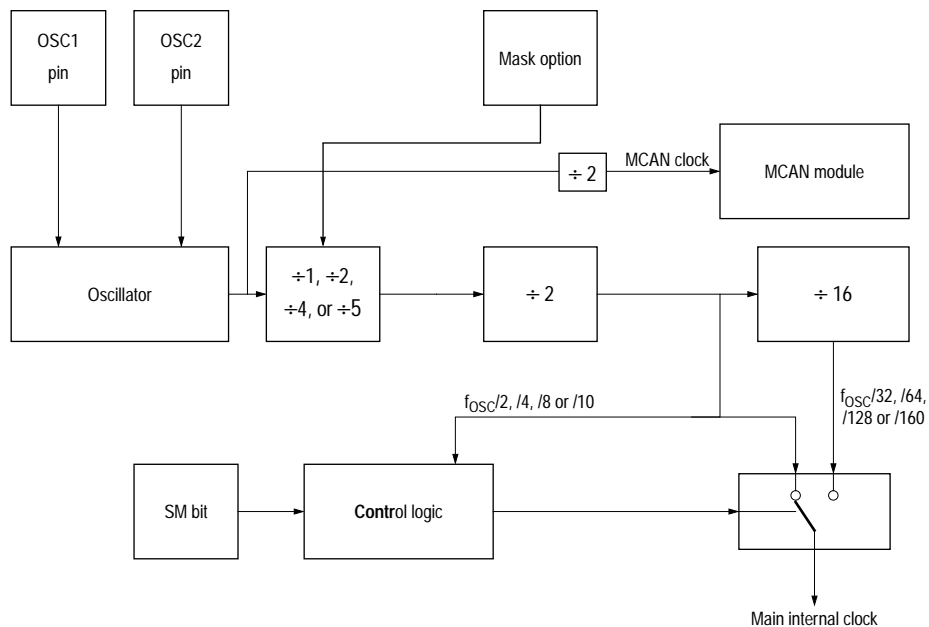 OSC1
pin
OSC2
pin
Mask option
MCAN clock
÷ 2
MCAN module
Oscillator
÷1, ÷2,
÷4, or ÷5
÷ 2
÷ 16
fOSC/2, /4, /8 or /10
fOSC/32, /64,
/128 or /160
SM bit
Control logic
Main internal clock